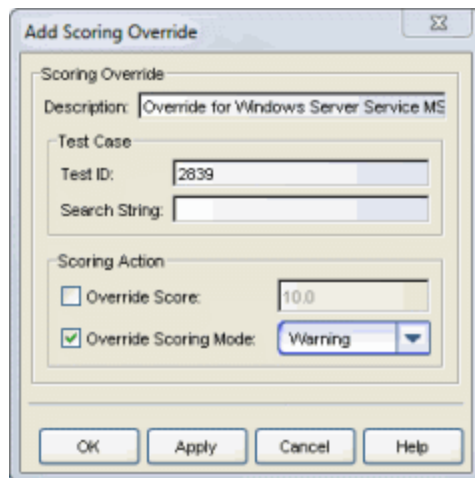 Add Scoring Override
Scoring Override
Description: Override for Windows Server Service MS
Test Case
Test ID: 2839
Search String:
Scoring Action
Override Score: 10.0
Override Scoring Mode: Warning
OK Apply Cancel Help